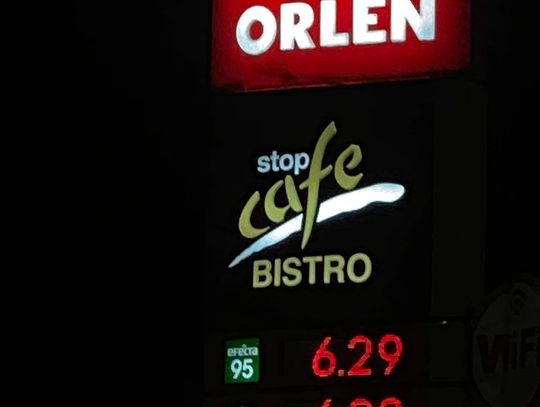 ORLEN
stop
cafe
BISTRO
efecta
95
6.29
WiFi